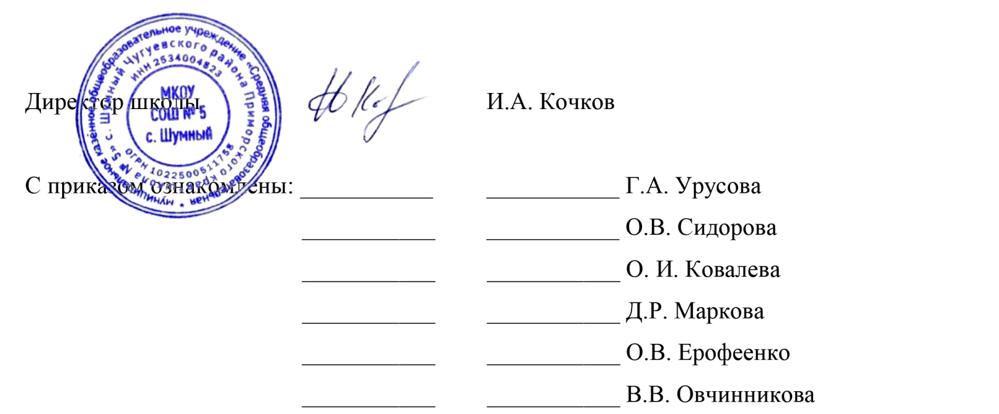 муниципальное казённое общеобразовательное учреждение «Средняя общеобразовательная
школа № 5» с. Шумный Чугуевского района Приморского края
ИНН 2534004823
МКОУ
СОШ № 5
с. Шумный
ОГРН 1022500511758
Директор школы И.А. Кочков
С приказом ознакомлены: ___________ ___________ Г.А. Урусова
___________ ___________ О.В. Сидорова
___________ ___________ О. И. Ковалева
___________ ___________ Д.Р. Маркова
___________ ___________ О.В. Ерофеенко
___________ ___________ В.В. Овчинникова